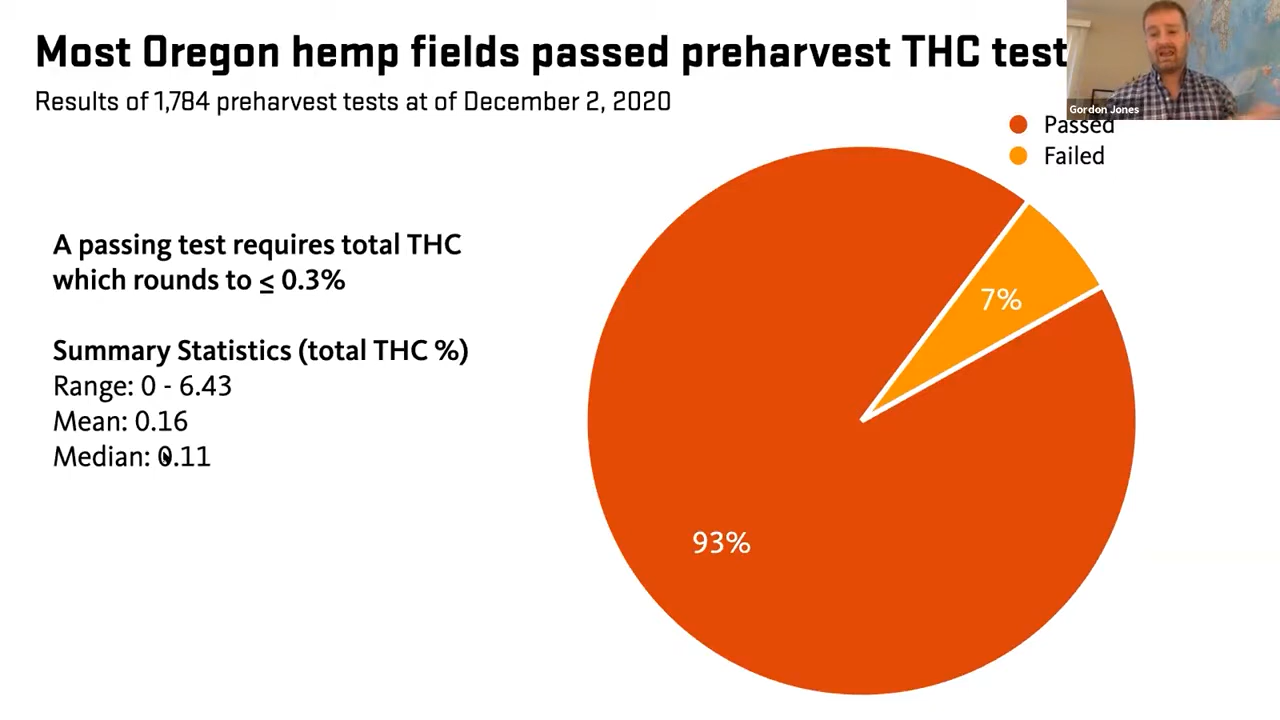 Most Oregon hemp fields passed preharvest THC test
Results of 1,784 preharvest tests at of December 2, 2020
Gordon Jones
Passed
Failed
A passing test requires total THC
which rounds to ≤ 0.3%
Summary Statistics (total THC %)
Range: 0 - 6.43
Mean: 0.16
Median: 0.11
7%
93%